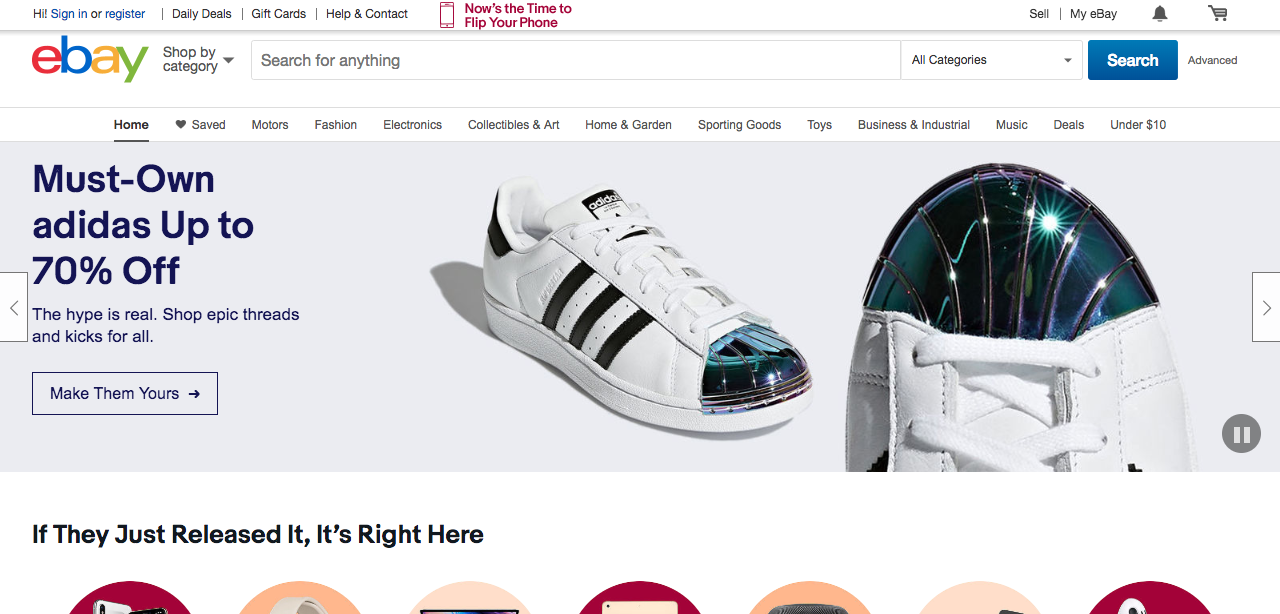 Hi! Sign in or register
Daily Deals
Gift Cards
Help & Contact
Now's the Time to
Flip Your Phone
Sell
My eBay
ebay
Shop by
category
Search for anything
All Categories
Search
Advanced
Home
Saved
Motors
Fashion
Electronics
Collectibles & Art
Home & Garden
Sporting Goods
Toys
Business & Industrial
Music
Deals
Under $10
Must-Own
adidas Up to
70% Off
The hype is real. Shop epic threads
and kicks for all.
Make Them Yours →
adidas
If They Just Released It, It's Right Here